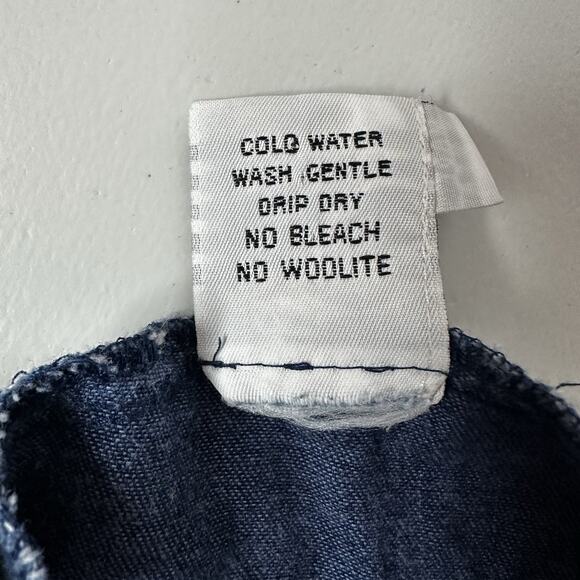 COLD WATER
WASH GENTLE
DRIP DRY
NO BLEACH
NO WOOLITE